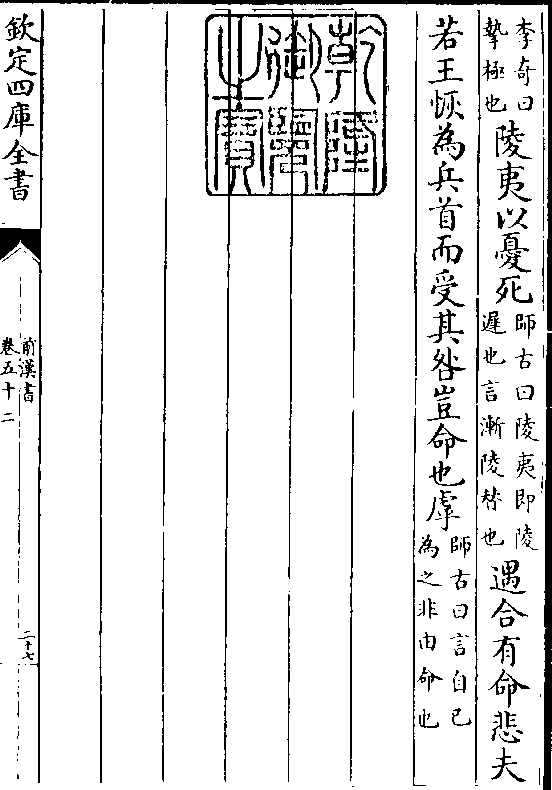 李奇曰
摯極也
陵夷以憂死
師古曰陵夷即陵
遲也言漸陵替也
遇合有命悲夫
若王恢為兵首而受其咎豈命也虖
師古曰言自己
為之非由命也
乾隆御覽之寶
欽定四庫全書
前漢書
卷五十二
二十七